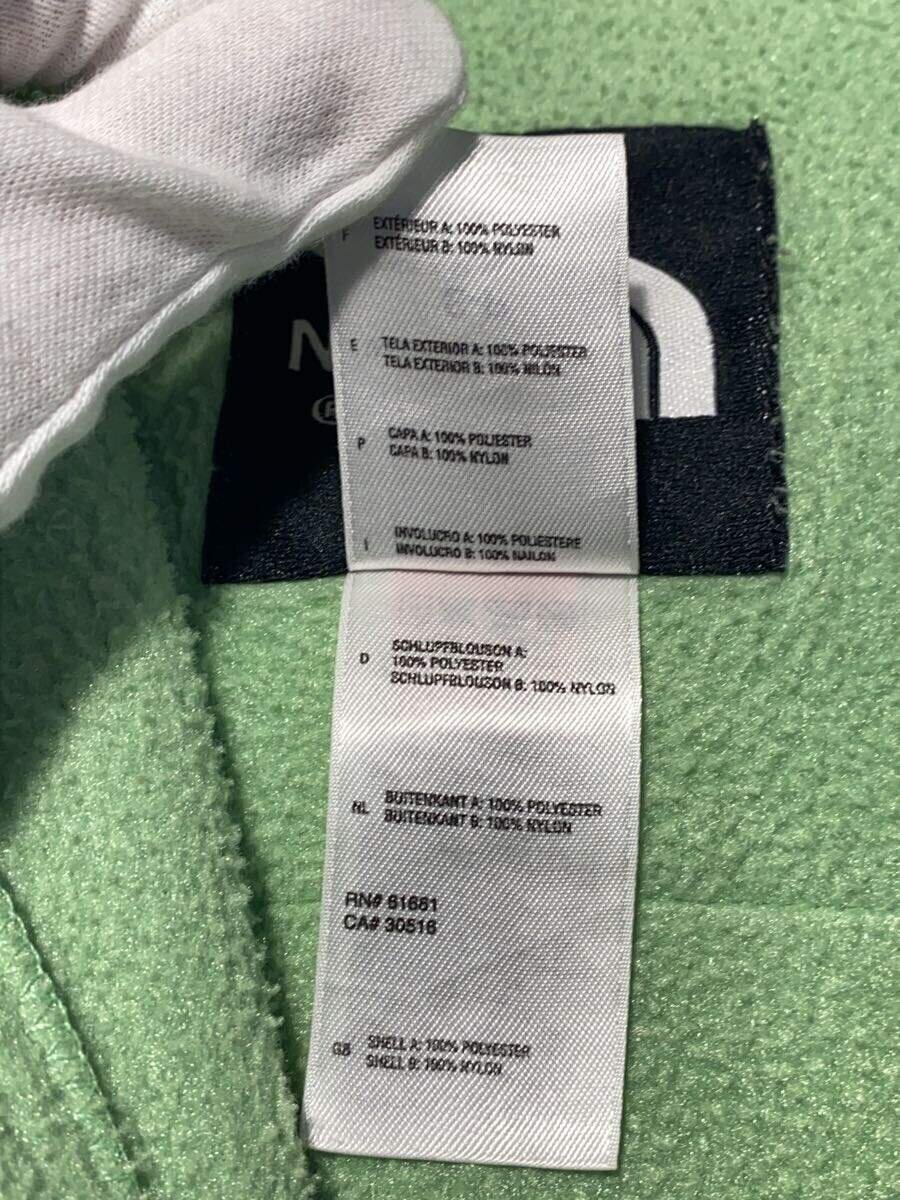 F EXTÉRIEUR A: 100% POLYESTER
EXTÉRIEUR B: 100% NYLON
E TELA EXTERIOR A: 100% POLIESTER
TELA EXTERIOR B: 100% NILON
P CAPA A: 100% POLIESTER
CAPA B: 100% NYLON
I INVOLUCRO A: 100% POLIESTERE
INVOLUCRO B: 100% NAILON
D SCHLUPFBLOUSON A:
100% POLYESTER
SCHLUPFBLOUSON B: 100% NYLON
NL BUITENKANT A: 100% POLYESTER
BUITENKANT B: 100% NYLON
RN# 61661
CA# 30516
GB SHELL A: 100% POLYESTER
SHELL B: 100% NYLON
N